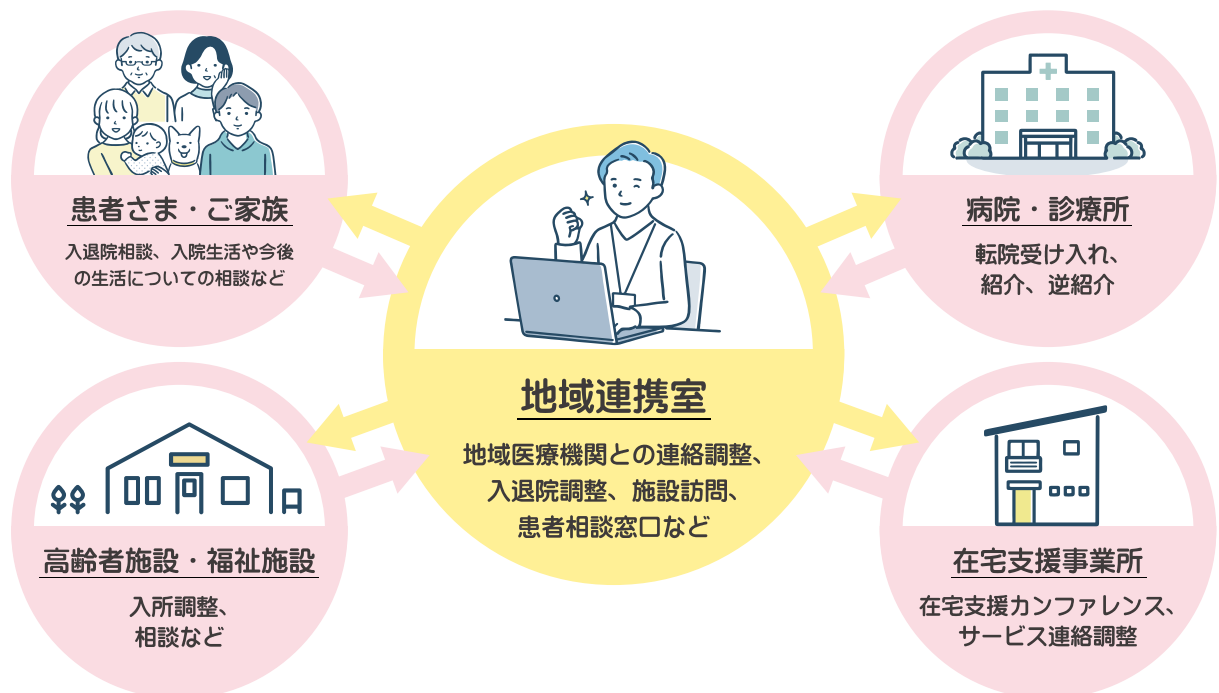 患者さま・ご家族
入退院相談、入院生活や今後
の生活についての相談など
病院・診療所
転院受け入れ、
紹介、逆紹介
地域連携室
地域医療機関との連絡調整、
入退院調整、施設訪問、
患者相談窓口など
高齢者施設・福祉施設
入所調整、
相談など
在宅支援事業所
在宅支援カンファレンス、
サービス連絡調整